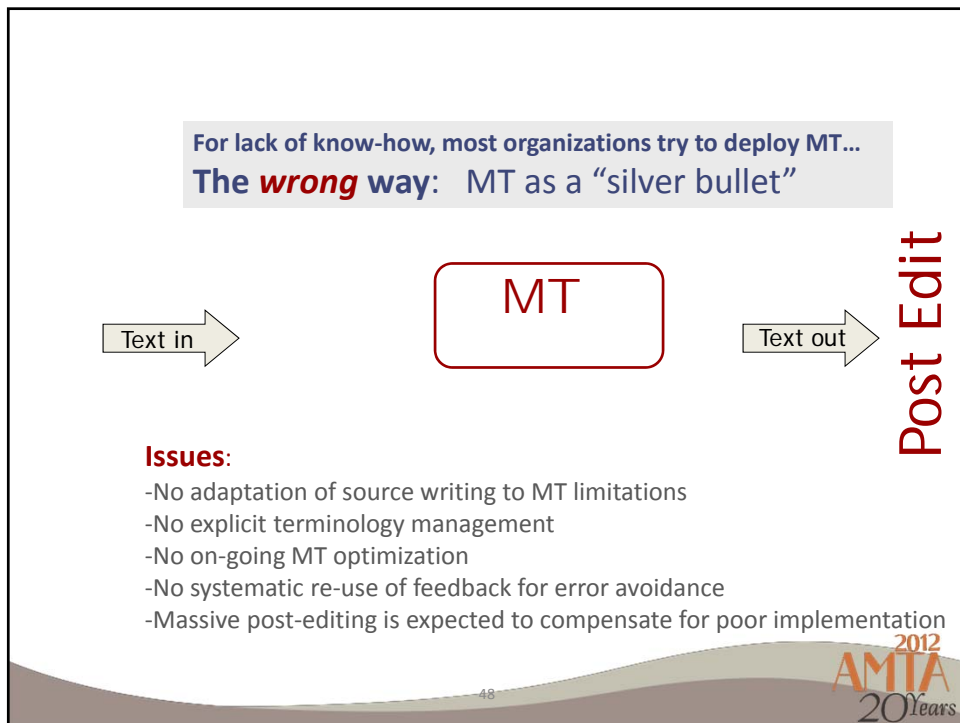 For lack of know-how, most organizations try to deploy MT…
The wrong way: MT as a “silver bullet”
Text in
MT
Text out
Post Edit
Issues:
-No adaptation of source writing to MT limitations
-No explicit terminology management
-No on-going MT optimization
-No systematic re-use of feedback for error avoidance
-Massive post-editing is expected to compensate for poor implementation
48
2012
AMTA
20 Years